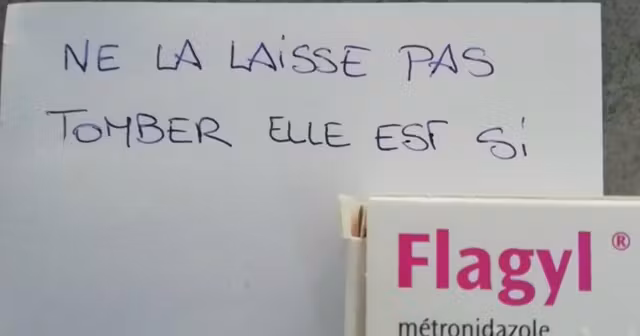 NE LA LAiSSE PAS
TOMBER ELLE EST Si
Flagyl ®
métronidazole